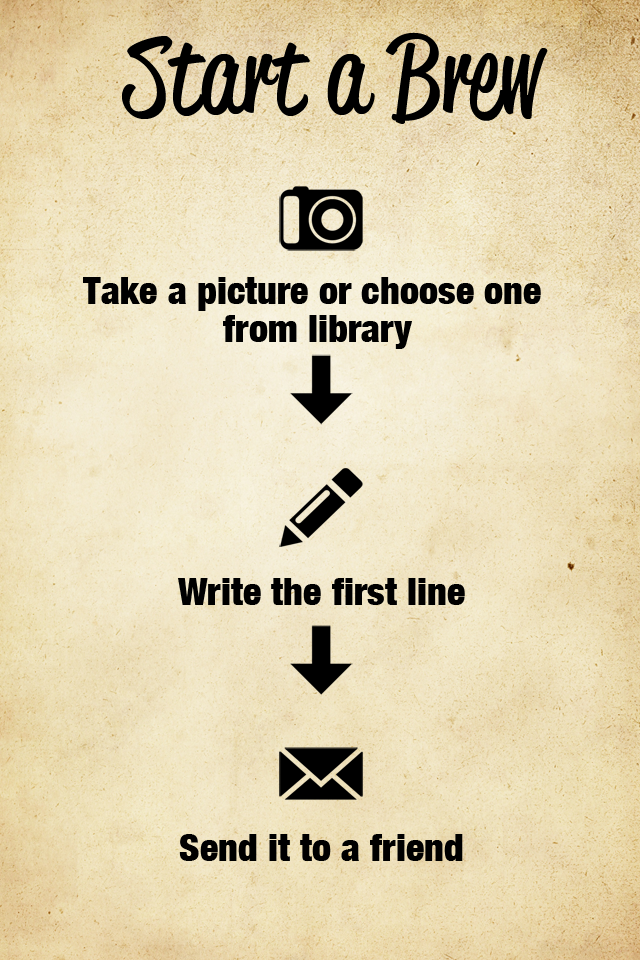 Start a Brew
Take a picture or choose one
from library
Write the first line
Send it to a friend